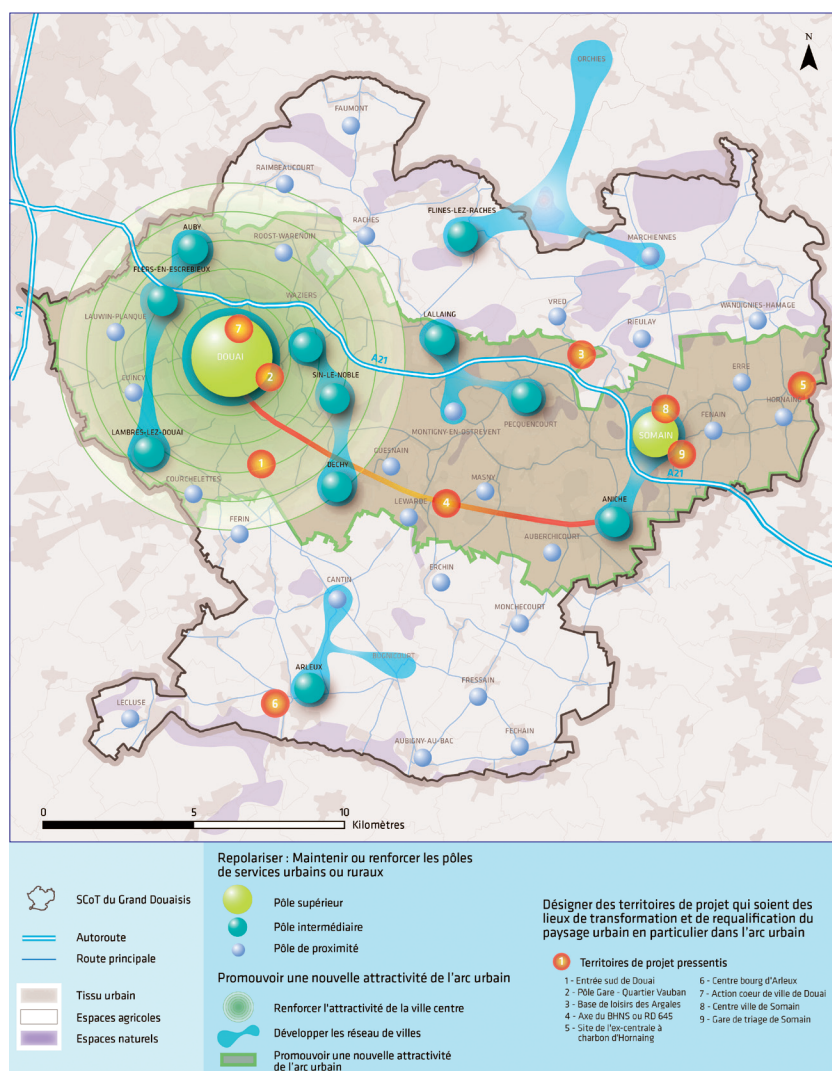 N
ORCHIES
FAUMONT
RAIMBEAUCOURT
FLINES-LEZ-RACHES
RACHES
AUBY
ROOST-WARENDIN
MARCHIENNES
FLERS-EN-ESCREBIEUX
WAZIERS
WANDIGNIES-HAMAGE
A1
LAUWIN-PLANQUE
LALLAING
VRED
RIEULAY
7
DOUAI
A21
3
ERRE
5
CUINCY
2
SIN-LE-NOBLE
HORNAING
PECQUENCOURT
8
MONTIGNY-EN-OSTREVENT
SOMAIN
FENAIN
LAMBRES-LEZ-DOUAI
GUESNAIN
9
1
DECHY
A21
COURCHELETTES
MASNY
4
LEWARDE
ANICHE
FERIN
AUBERCHICOURT
CANTIN
ERCHIN
MONCHECOURT
ARLEUX
6
FRESSAIN
LECLUSE
FECHAIN
AUBIGNY-AU-BAC
0 5 10
Kilomètres
SCoT du Grand Douaisis
Autoroute
Route principale
Tissu urbain
Espaces agricoles
Espaces naturels
Repolariser : Maintenir ou renforcer les pôles
de services urbains ou ruraux
Pôle supérieur
Pôle intermédiaire
Pôle de proximité
Promouvoir une nouvelle attractivité de l'arc urbain
Renforcer l'attractivité de la ville centre
Développer les réseau de villes
Promouvoir une nouvelle attractivité
de l'arc urbain
Désigner des territoires de projet qui soient des
lieux de transformation et de requalification du
paysage urbain en particulier dans l'arc urbain
1 Territoires de projet pressentis
1 - Entrée sud de Douai
2 - Pôle Gare - Quartier Vauban
3 - Base de loisirs des Argales
4 - Axe du BHNS ou RD 645
5 - Site de l'ex-centrale à
charbon d'Hornaing
6 - Centre bourg d'Arleux
7 - Action coeur de ville de Douai
8 - Centre ville de Somain
9 - Gare de triage de Somain